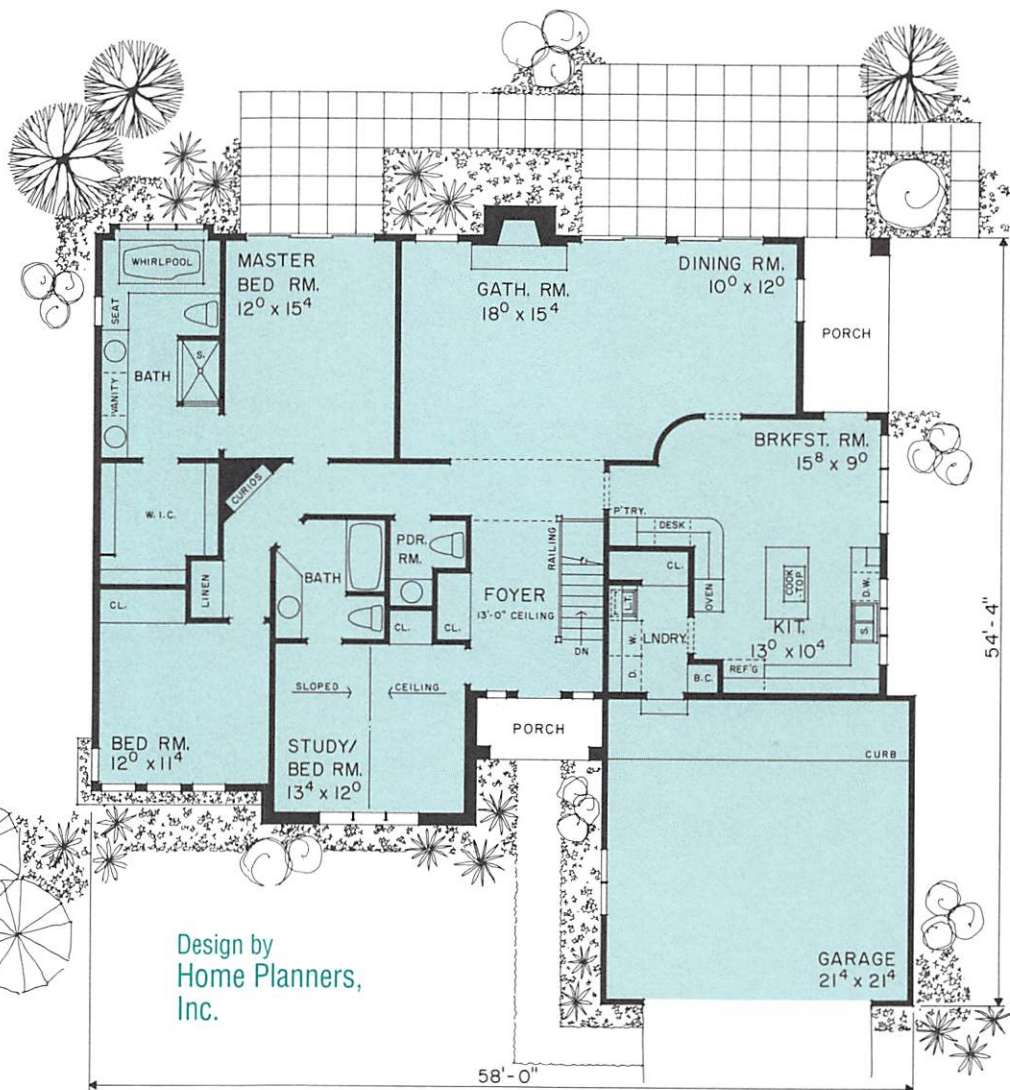 WHIRLPOOL
SEAT
VANITY
BATH
S.
MASTER
BED RM.
12⁰ x 15⁴
GATH. RM.
18⁰ x 15⁴
DINING RM.
10⁰ x 12⁰
PORCH
BRKFST. RM.
15⁸ x 9⁰
W.I.C.
CURIOS
LINEN
CL.
BATH
PDR.
RM.
CL.
CL.
FOYER
13'-0" CEILING
RAILING
DN
P'TRY.
DESK
CL.
L.T.
W.
D.
LNDRY.
OVEN
COOK
-TOP
D.W.
S.
KIT.
13⁰ x 10⁴
REF'G
B.C.
SLOPED
CEILING
BED RM.
12⁰ x 11⁴
STUDY/
BED RM.
13⁴ x 12⁰
PORCH
CURB
GARAGE
21⁴ x 21⁴
54'-4"
58'-0"
Design by
Home Planners,
Inc.